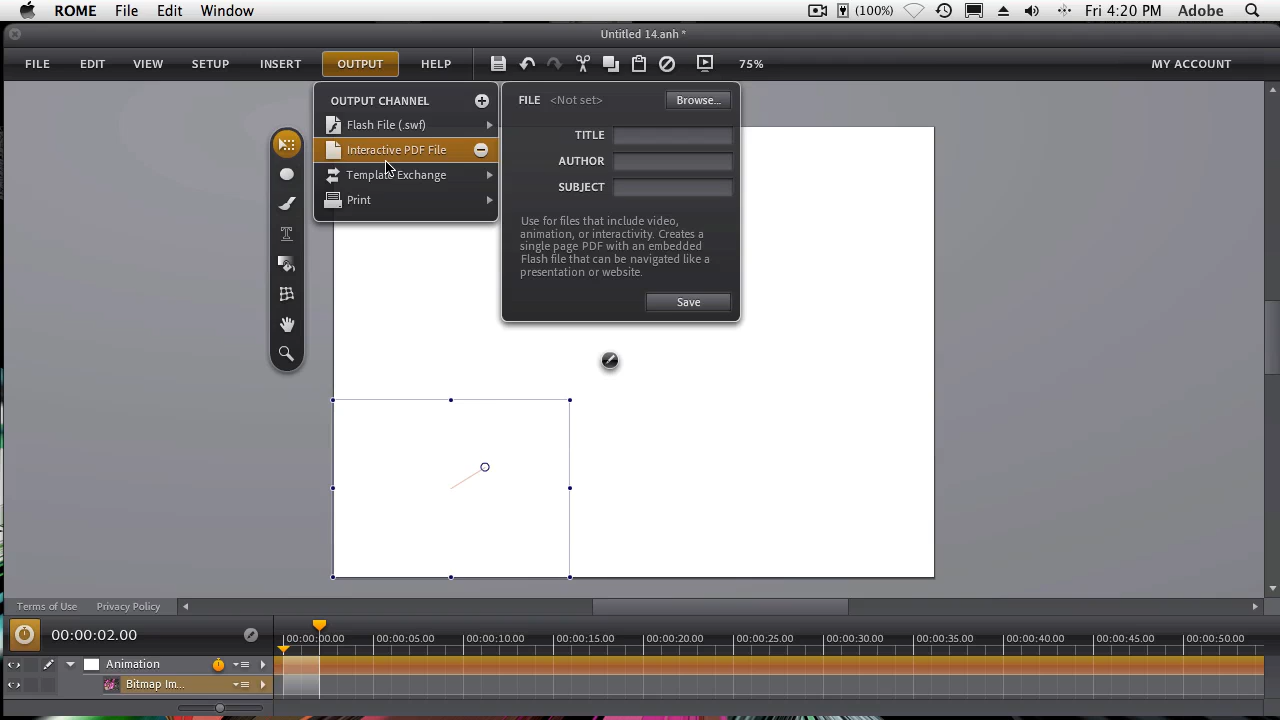 ROME File Edit Window (100%) Fri 4:20 PM Adobe
Untitled 14.anh *
FILE EDIT VIEW SETUP INSERT OUTPUT HELP 75% MY ACCOUNT
OUTPUT CHANNEL
Flash File (.swf)
Interactive PDF File
Template Exchange
Print
FILE <Not set> Browse...
TITLE
AUTHOR
SUBJECT
Use for files that include video,
animation, or interactivity. Creates a
single page PDF with an embedded
Flash file that can be navigated like a
presentation or website.
Save
Terms of Use Privacy Policy
00:00:02.00 00:00:00.00 00:00:05.00 00:00:10.00 00:00:15.00 00:00:20.00 00:00:25.00 00:00:30.00 00:00:35.00 00:00:40.00 00:00:45.00 00:00:50.00
Animation
Bitmap Im...